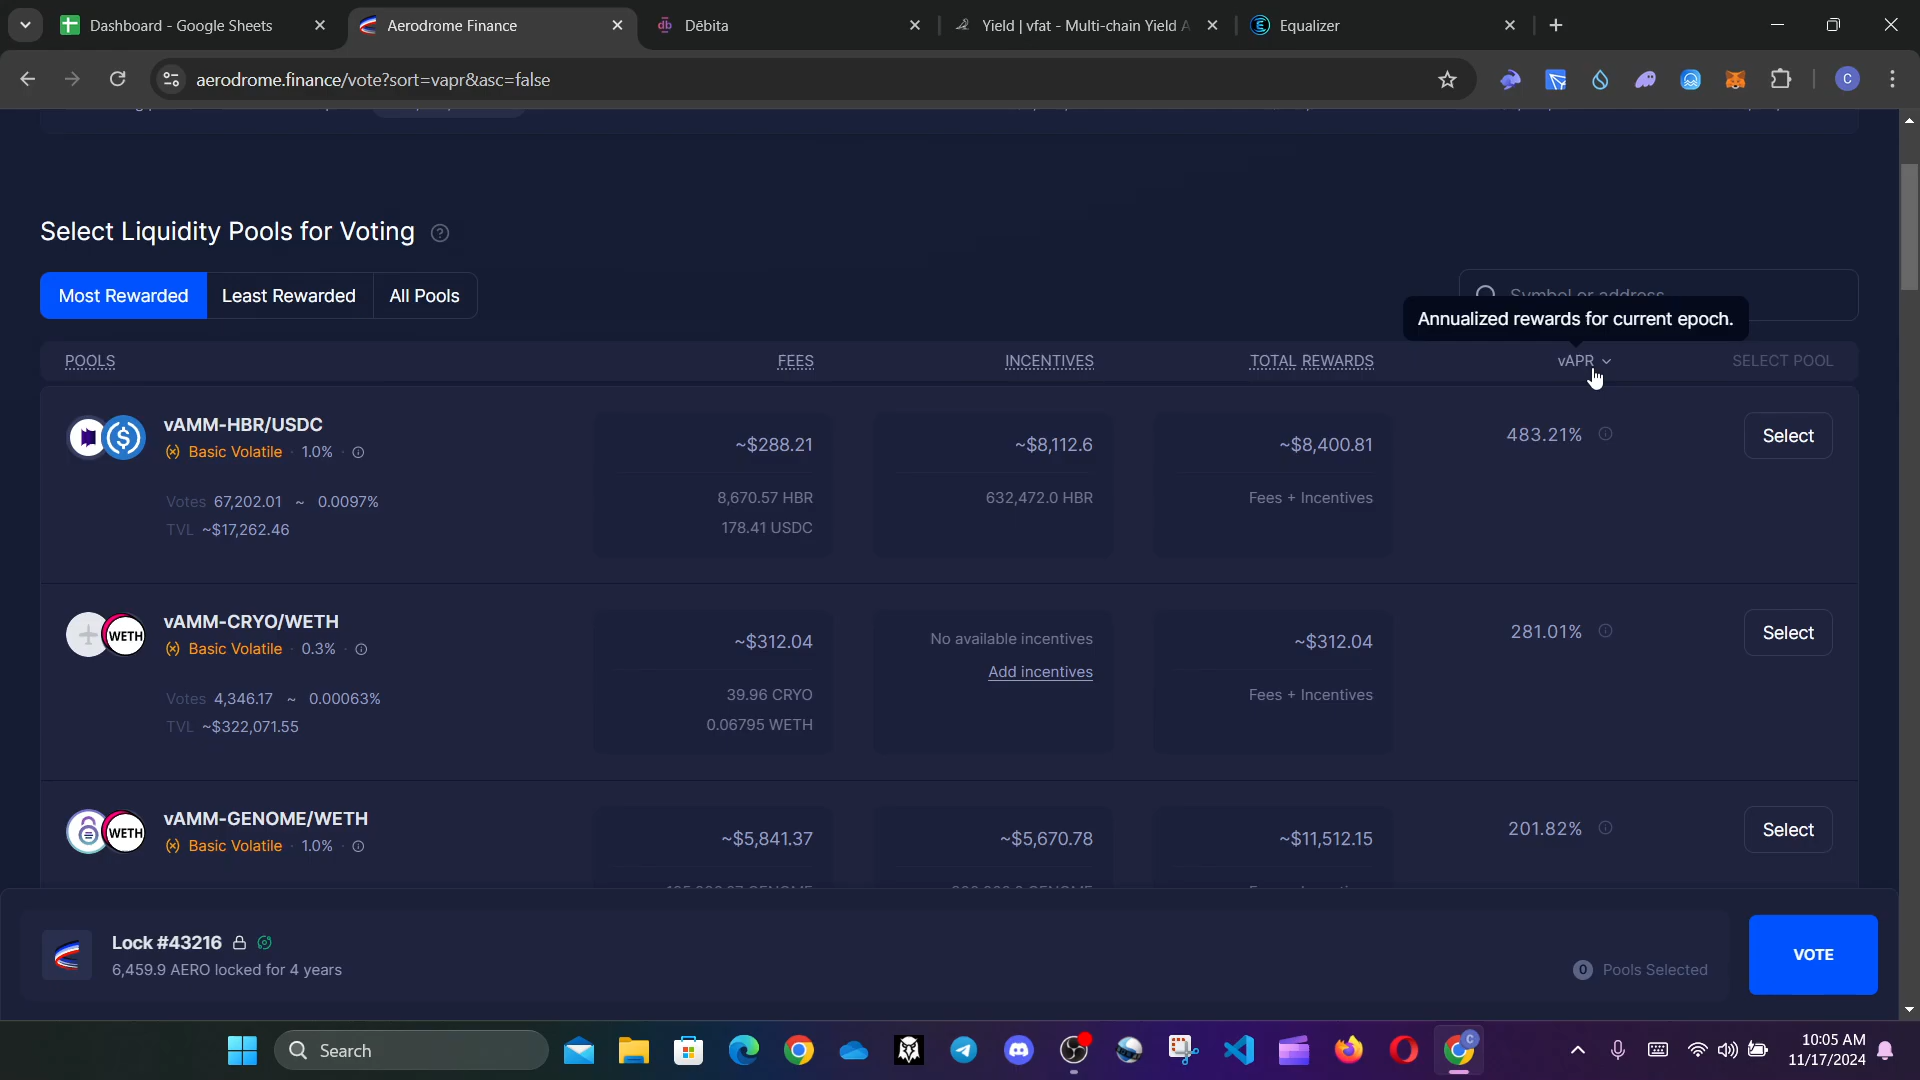 Dashboard - Google Sheets
Aerodrome Finance
Dēbita
Yield | vfat - Multi-chain Yield A
Equalizer
aerodrome.finance/vote?sort=vapr&asc=false
C
Select Liquidity Pools for Voting ?
Most Rewarded
Least Rewarded
All Pools
Symbol or address
Annualized rewards for current epoch.
POOLS
FEES
INCENTIVES
TOTAL REWARDS
vAPR
SELECT POOL
vAMM-HBR/USDC
Basic Volatile · 1.0% ·
Votes 67,202.01 ~ 0.0097%
TVL ~$17,262.46
~$288.21
8,670.57 HBR
178.41 USDC
~$8,112.6
632,472.0 HBR
~$8,400.81
Fees + Incentives
483.21%
Select
WETH
vAMM-CRYO/WETH
Basic Volatile · 0.3% ·
Votes 4,346.17 ~ 0.00063%
TVL ~$322,071.55
~$312.04
39.96 CRYO
0.06795 WETH
No available incentives
Add incentives
~$312.04
Fees + Incentives
281.01%
Select
WETH
vAMM-GENOME/WETH
Basic Volatile · 1.0% ·
~$5,841.37
~$5,670.78
~$11,512.15
201.82%
Select
Lock #43216
6,459.9 AERO locked for 4 years
0 Pools Selected
VOTE
Search
10:05 AM
11/17/2024